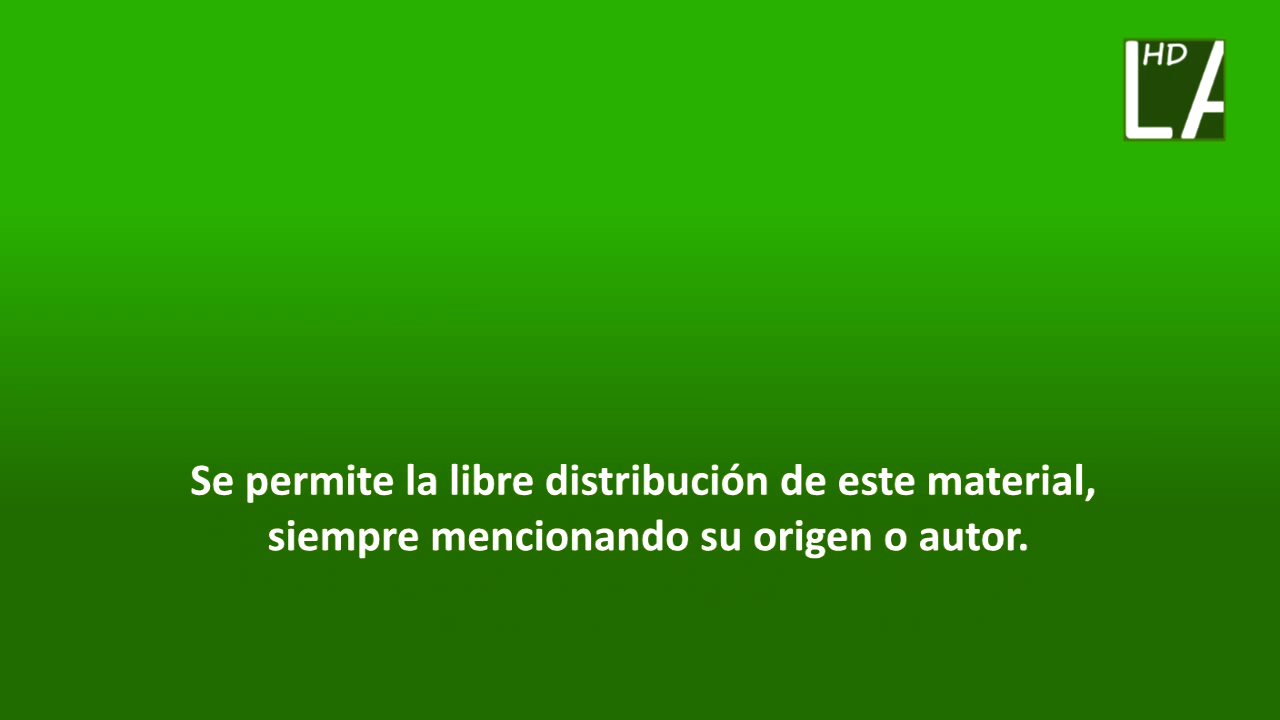 HD
LA
Se permite la libre distribución de este material,
siempre mencionando su origen o autor.